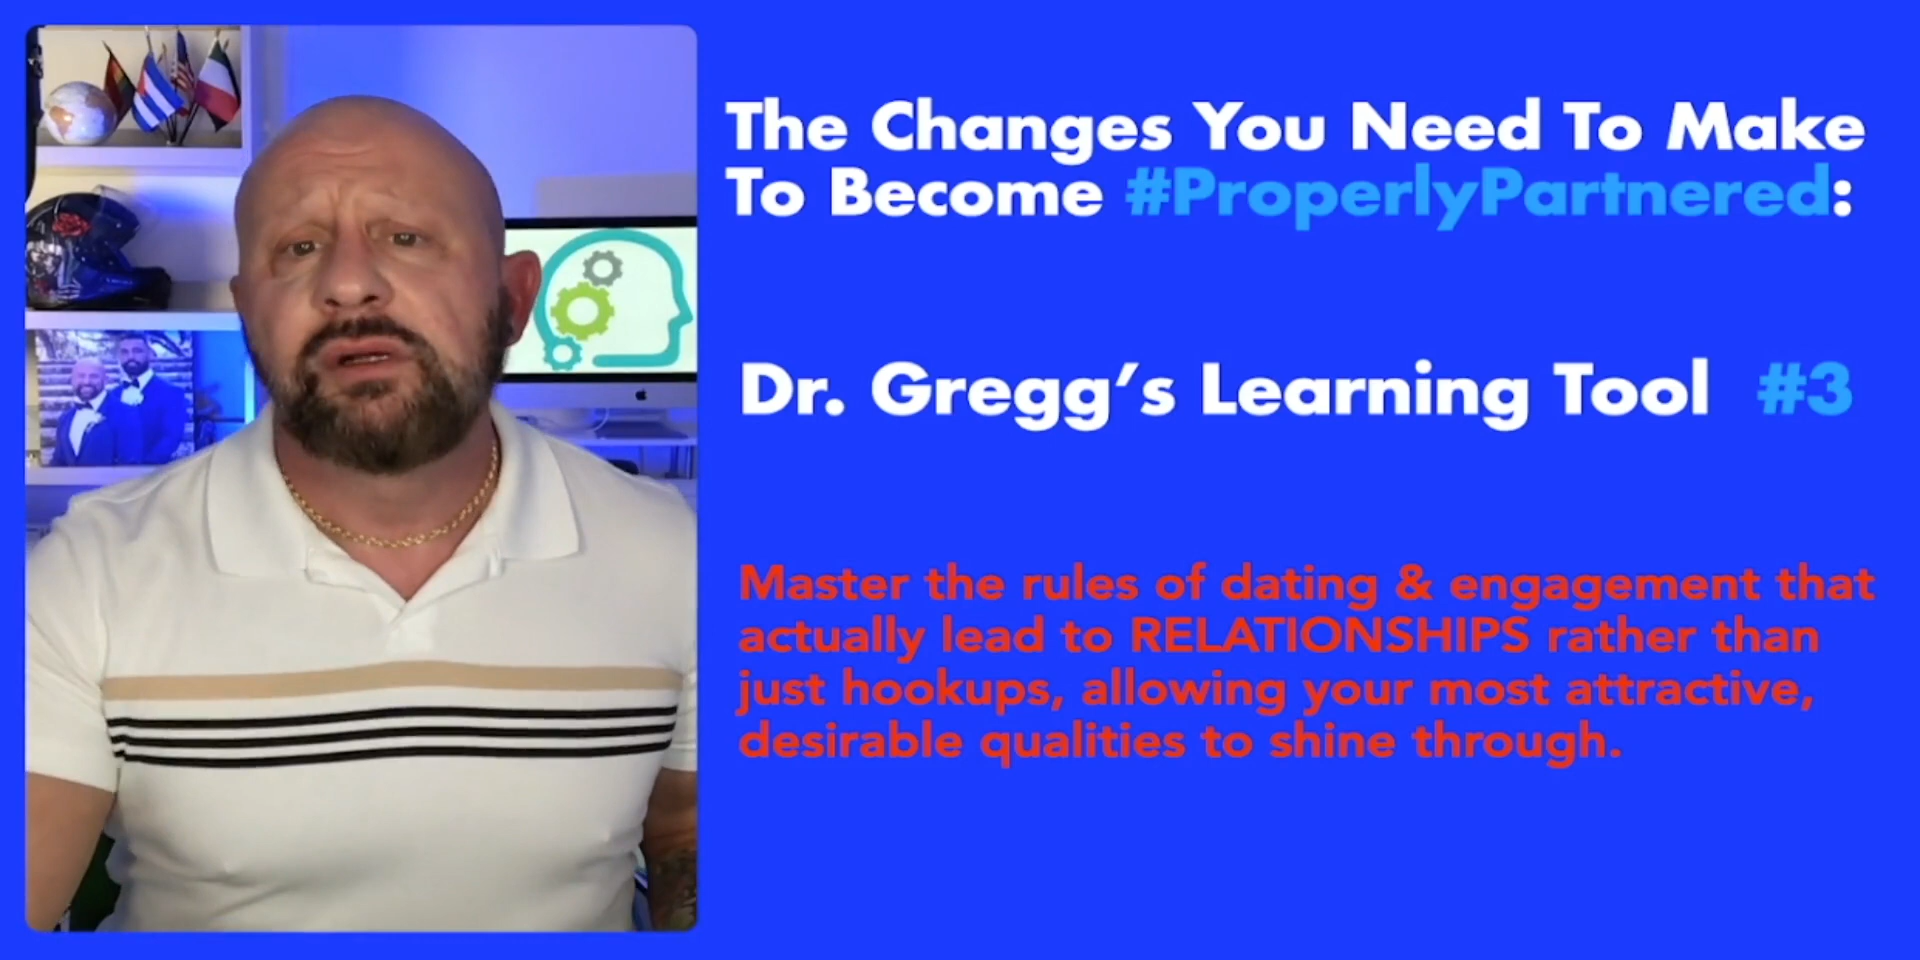 The Changes You Need To Make
To Become #ProperlyPartnered:
Dr. Gregg's Learning Tool #3
Master the rules of dating & engagement that
actually lead to RELATIONSHIPS rather than
just hookups, allowing your most attractive,
desirable qualities to shine through.